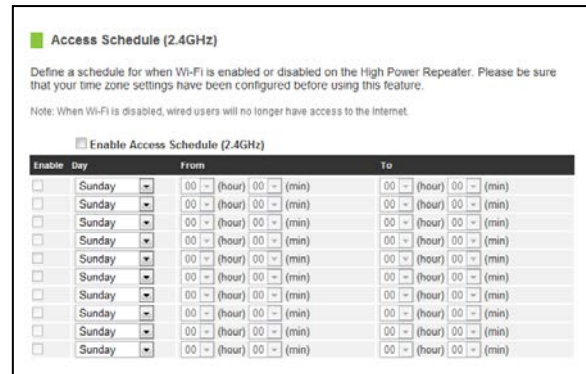 Access Schedule (2.4GHz)
Define a schedule for when Wi-Fi is enabled or disabled on the High Power Repeater. Please be sure
that your time zone settings have been configured before using this feature.
Note: When Wi-Fi is disabled, wired users will no longer have access to the Internet.
Enable Access Schedule (2.4GHz)
Enable Day From To
Sunday 00 (hour) 00 (min) 00 (hour) 00 (min)
Sunday 00 (hour) 00 (min) 00 (hour) 00 (min)
Sunday 00 (hour) 00 (min) 00 (hour) 00 (min)
Sunday 00 (hour) 00 (min) 00 (hour) 00 (min)
Sunday 00 (hour) 00 (min) 00 (hour) 00 (min)
Sunday 00 (hour) 00 (min) 00 (hour) 00 (min)
Sunday 00 (hour) 00 (min) 00 (hour) 00 (min)
Sunday 00 (hour) 00 (min) 00 (hour) 00 (min)
Sunday 00 (hour) 00 (min) 00 (hour) 00 (min)
Sunday 00 (hour) 00 (min) 00 (hour) 00 (min)